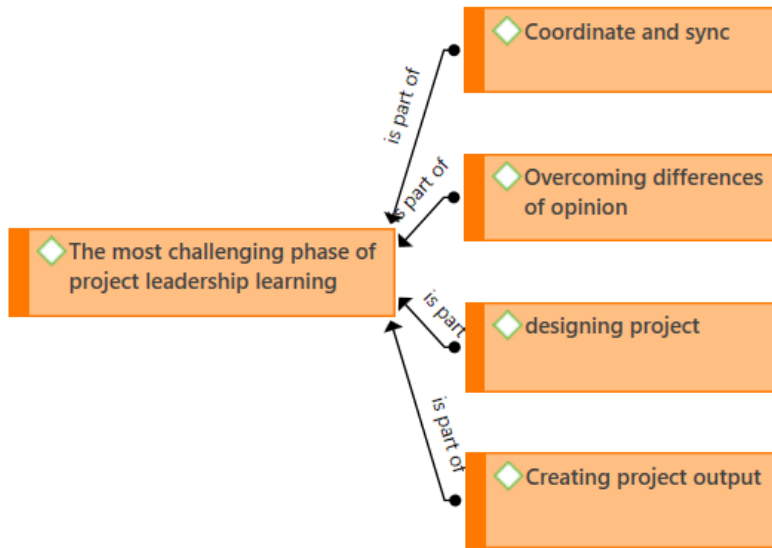 Coordinate and sync
is part of
Overcoming differences
of opinion
is part of
The most challenging phase of
project leadership learning
is part
designing project
is part of
Creating project output